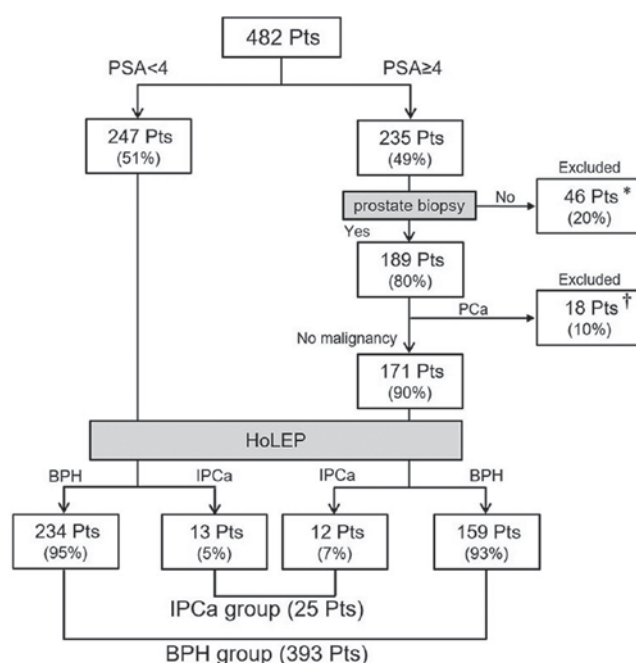 482 Pts
PSA<4
PSA≥4
247 Pts
(51%)
235 Pts
(49%)
Excluded
prostate biopsy
No
46 Pts *
(20%)
Yes
189 Pts
(80%)
Excluded
PCa
18 Pts †
(10%)
No malignancy
171 Pts
(90%)
HoLEP
BPH
IPCa
IPCa
BPH
234 Pts
(95%)
13 Pts
(5%)
12 Pts
(7%)
159 Pts
(93%)
IPCa group (25 Pts)
BPH group (393 Pts)